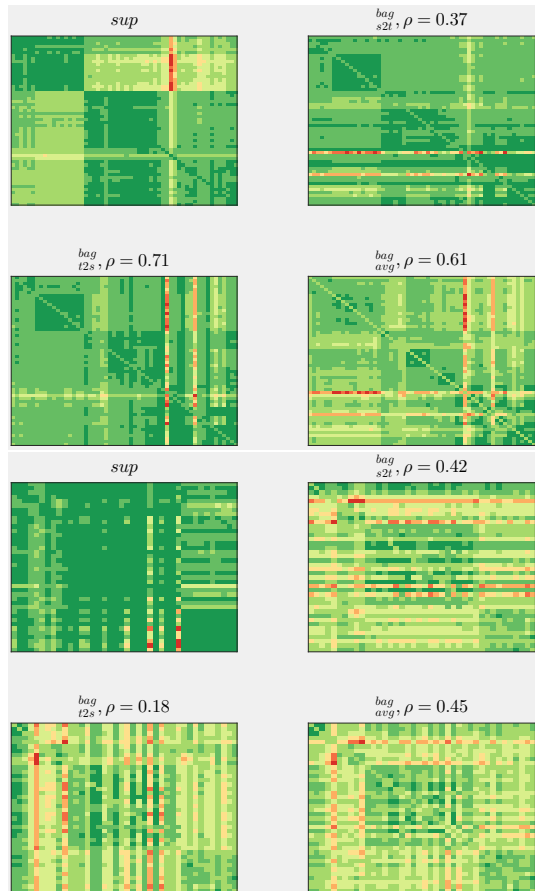 sup
bag
s2t, ρ = 0.37
bag
t2s, ρ = 0.71
bag
avg, ρ = 0.61
sup
bag
s2t, ρ = 0.42
bag
t2s, ρ = 0.18
bag
avg, ρ = 0.45